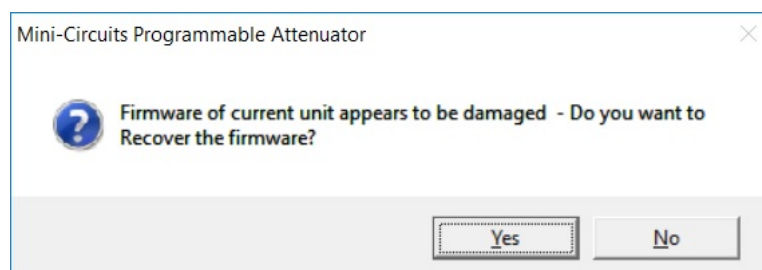 Mini-Circuits Programmable Attenuator
Firmware of current unit appears to be damaged - Do you want to
Recover the firmware?
Yes
No